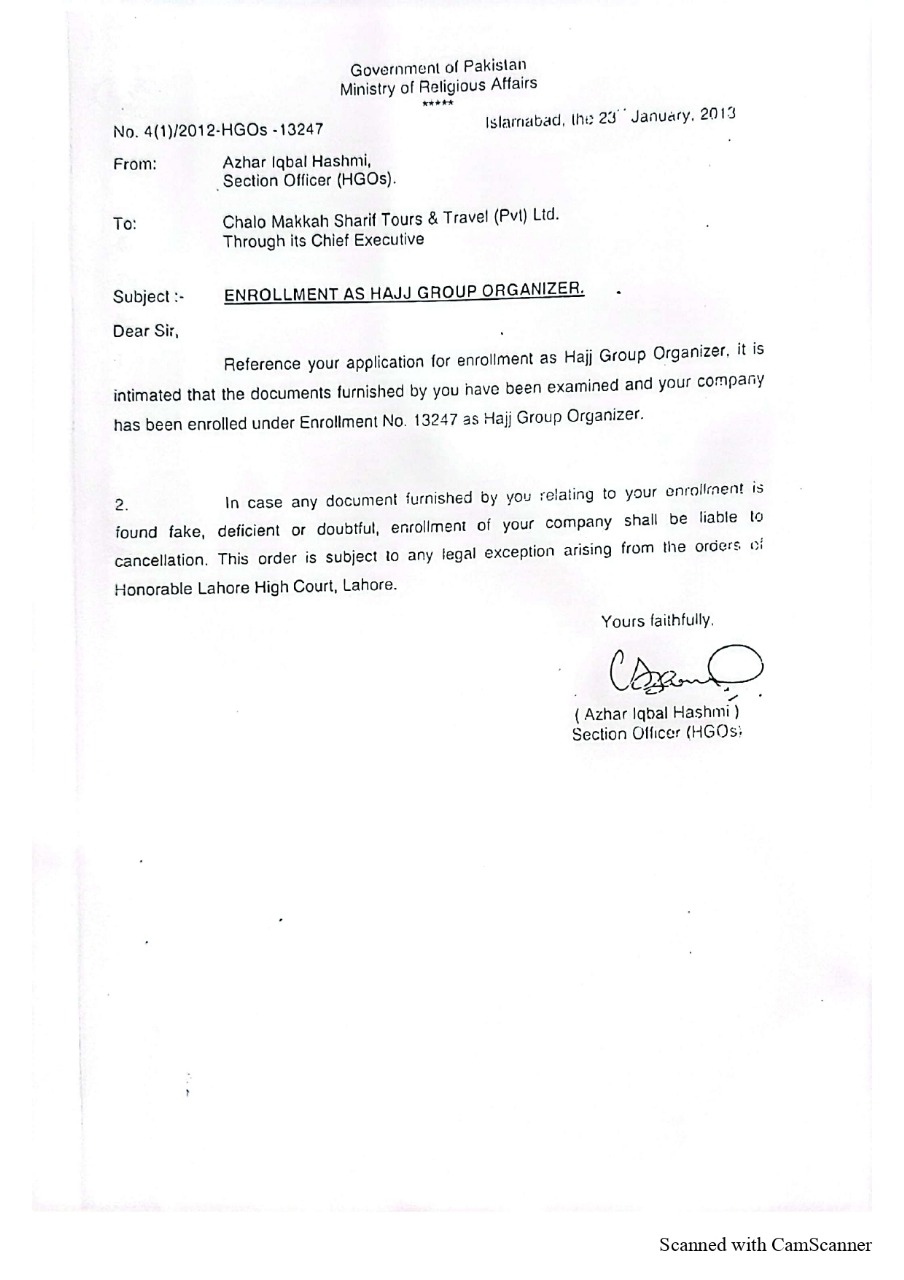 Government of Pakistan
Ministry of Religious Affairs
*****
No. 4(1)/2012-HGOs -13247
Islamabad, the 23rd January, 2013
From: Azhar Iqbal Hashmi,
Section Officer (HGOs).
To: Chalo Makkah Sharif Tours & Travel (Pvt) Ltd.
Through its Chief Executive
Subject :- ENROLLMENT AS HAJJ GROUP ORGANIZER.
Dear Sir,
Reference your application for enrollment as Hajj Group Organizer, it is
intimated that the documents furnished by you have been examined and your company
has been enrolled under Enrollment No. 13247 as Hajj Group Organizer.
2. In case any document furnished by you relating to your enrollment is
found fake, deficient or doubtful, enrollment of your company shall be liable to
cancellation. This order is subject to any legal exception arising from the orders of
Honorable Lahore High Court, Lahore.
Yours faithfully,
( Azhar Iqbal Hashmi )
Section Officer (HGOs)
Scanned with CamScanner